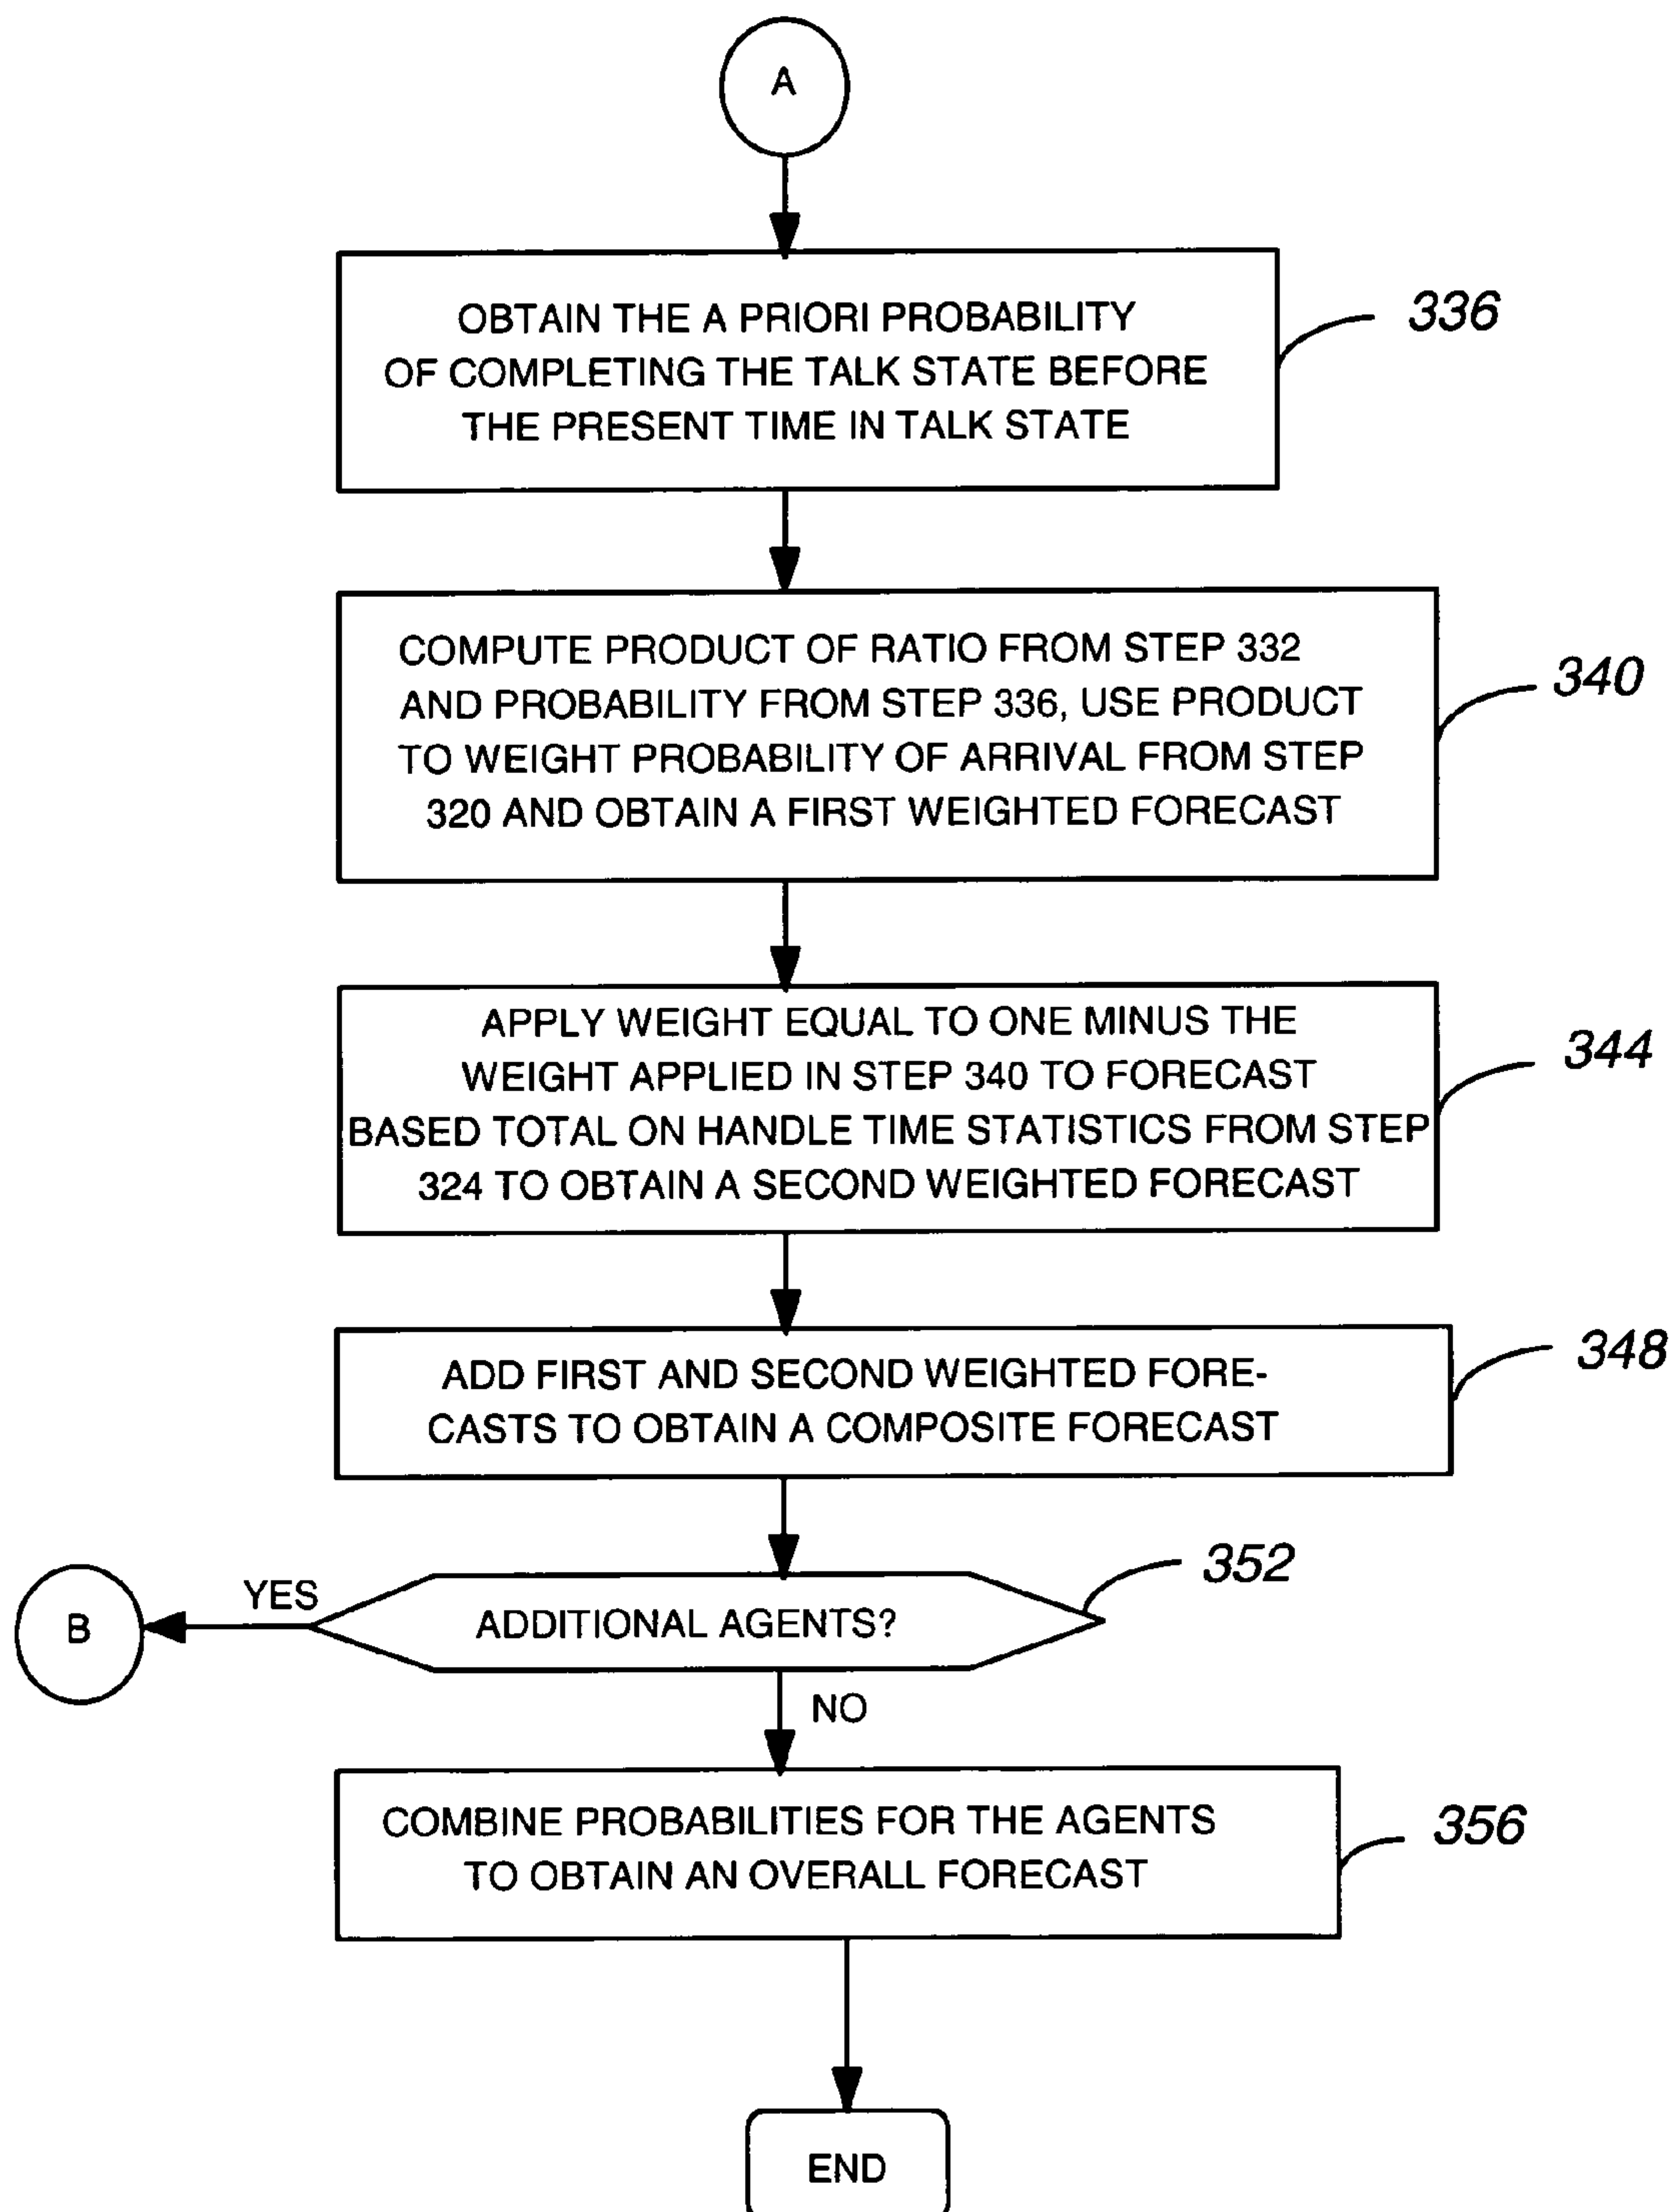 A
OBTAIN THE A PRIORI PROBABILITY
OF COMPLETING THE TALK STATE BEFORE
THE PRESENT TIME IN TALK STATE
336
COMPUTE PRODUCT OF RATIO FROM STEP 332
AND PROBABILITY FROM STEP 336, USE PRODUCT
TO WEIGHT PROBABILITY OF ARRIVAL FROM STEP
320 AND OBTAIN A FIRST WEIGHTED FORECAST
340
APPLY WEIGHT EQUAL TO ONE MINUS THE
WEIGHT APPLIED IN STEP 340 TO FORECAST
BASED TOTAL ON HANDLE TIME STATISTICS FROM STEP
324 TO OBTAIN A SECOND WEIGHTED FORECAST
344
ADD FIRST AND SECOND WEIGHTED FORE-
CASTS TO OBTAIN A COMPOSITE FORECAST
348
352
YES
B
ADDITIONAL AGENTS?
NO
COMBINE PROBABILITIES FOR THE AGENTS
TO OBTAIN AN OVERALL FORECAST
356
END